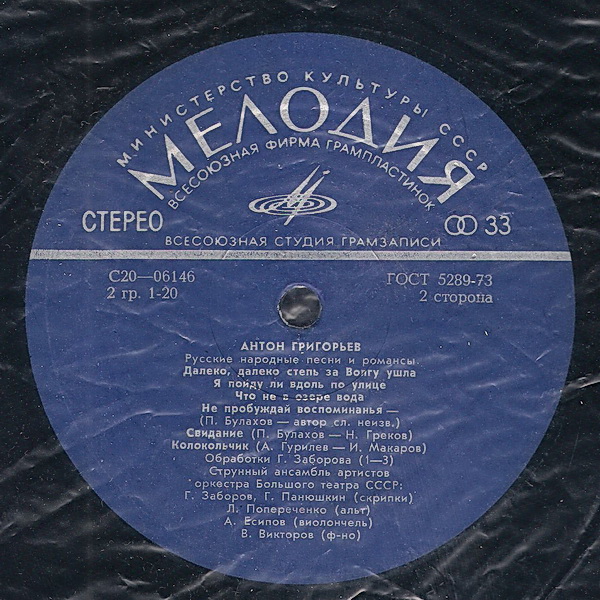 МИНИСТЕРСТВО КУЛЬТУРЫ СССР
МЕЛОДИЯ
ВСЕСОЮЗНАЯ ФИРМА ГРАМПЛАСТИНОК
СТЕРЕО
33
ВСЕСОЮЗНАЯ СТУДИЯ ГРАМЗАПИСИ
С20—06146
ГОСТ 5289-73
2 гр. 1-20
2 сторона
АНТОН ГРИГОРЬЕВ
Русские народные песни и романсы.
Далеко, далеко степь за Волгу ушла
Я пойду ли вдоль по улице
Что не в озере вода
Не пробуждай воспоминанья —
(П. Булахов — автор сл. неизв.)
Свидание (П. Булахов — Н. Греков)
Колокольчик (А. Гурилев — И. Макаров)
Обработки Г. Заборова (1—3)
Струнный ансамбль артистов
оркестра Большого театра СССР:
Г. Заборов, Г. Панюшкин (скрипки)
Л. Попереченко (альт)
А. Есипов (виолончель)
В. Викторов (ф-но)